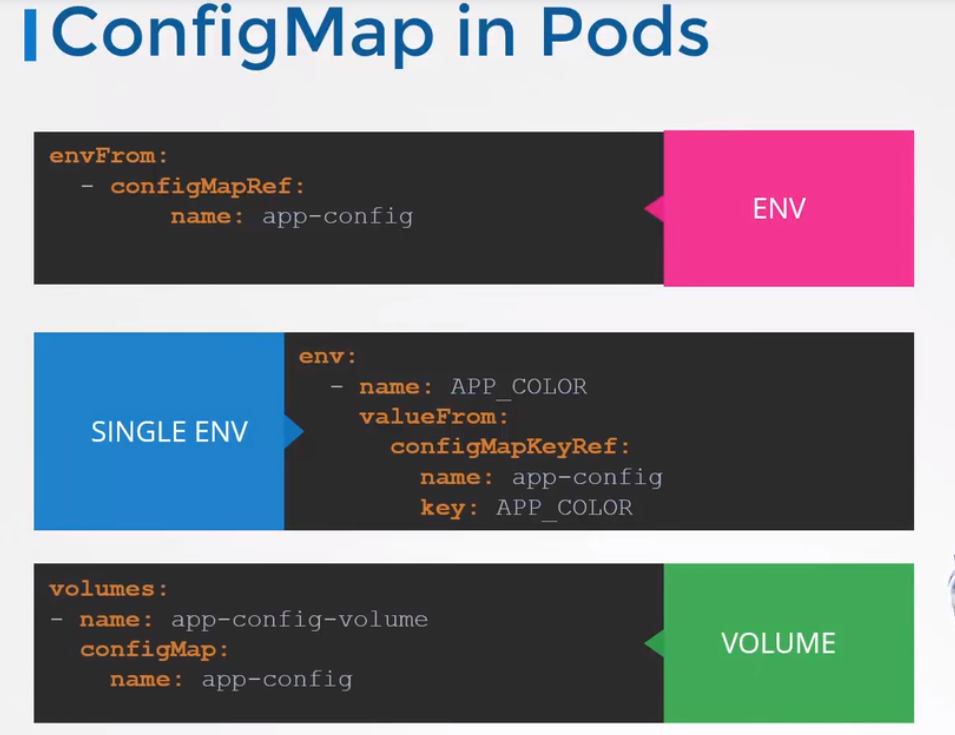 ConfigMap in Pods
envFrom:
  - configMapRef:
        name: app-config
ENV
SINGLE ENV
env:
  - name: APP_COLOR
    valueFrom:
      configMapKeyRef:
        name: app-config
        key: APP_COLOR
volumes:
- name: app-config-volume
  configMap:
    name: app-config
VOLUME